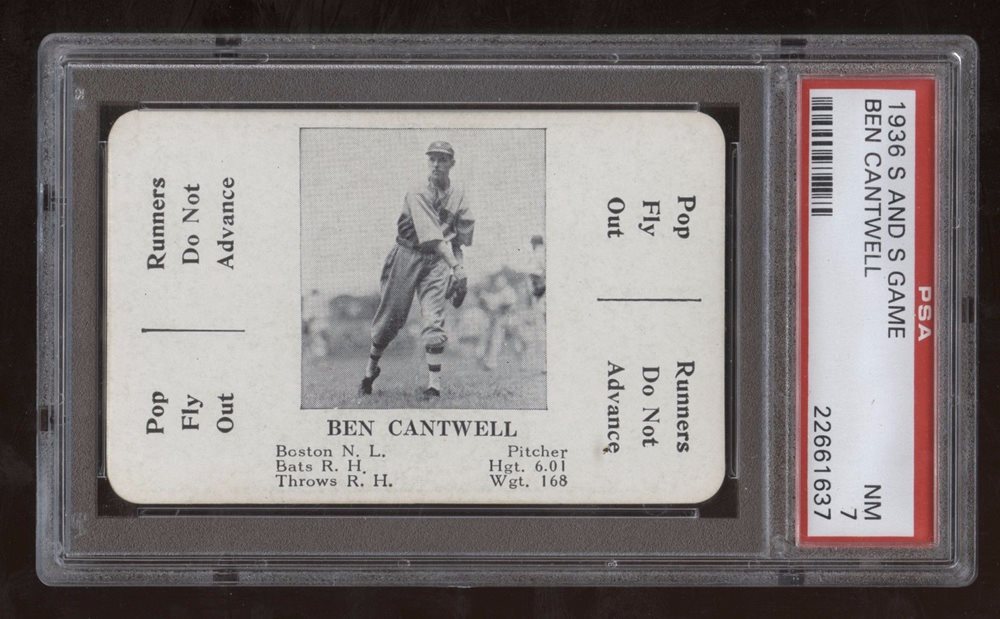 Runners
Do Not
Advance
Pop
Fly
Out
BEN CANTWELL
Boston N. L. Pitcher
Bats R. H. Hgt. 6.01
Throws R. H. Wgt. 168
Pop
Fly
Out
Runners
Do Not
Advance
1936 S AND S GAME
BEN CANTWELL
NM
7
22661637
PSA